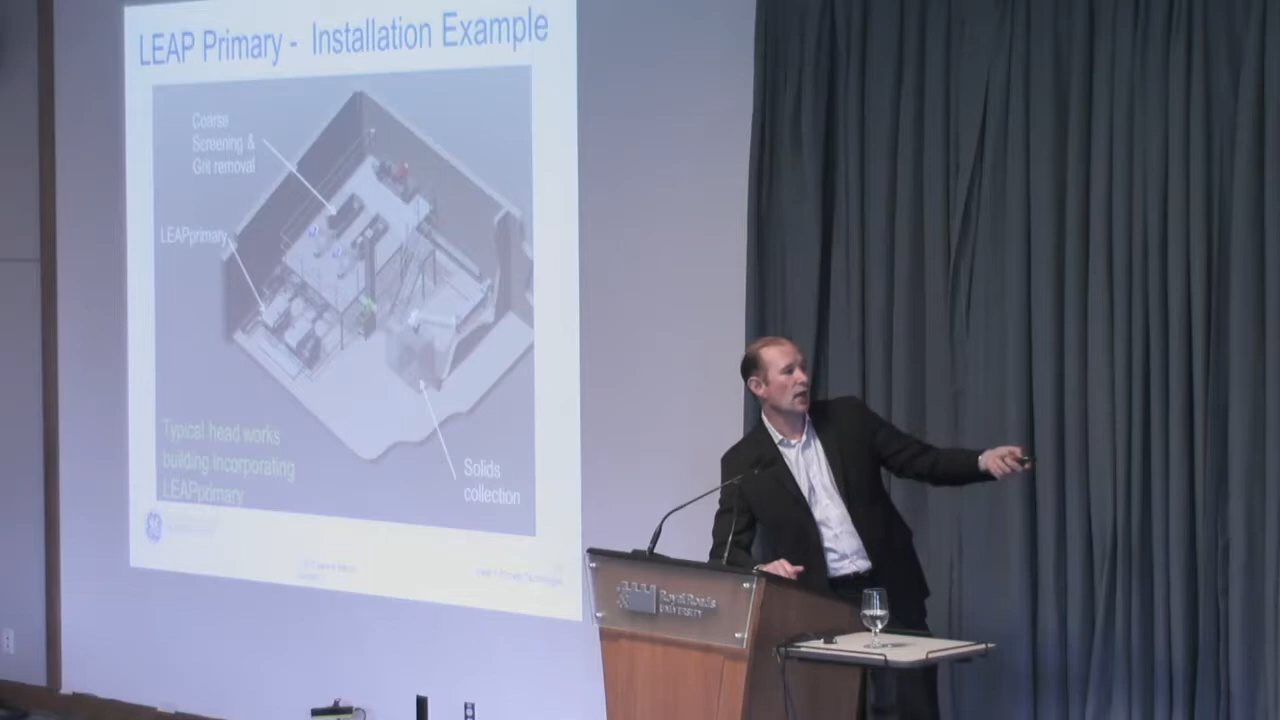 LEAP Primary - Installation Example
Coarse
Screening &
Grit removal
LEAPprimary
Typical head works
building incorporating
LEAPprimary
Solids
collection
Royal Roads
UNIVERSITY